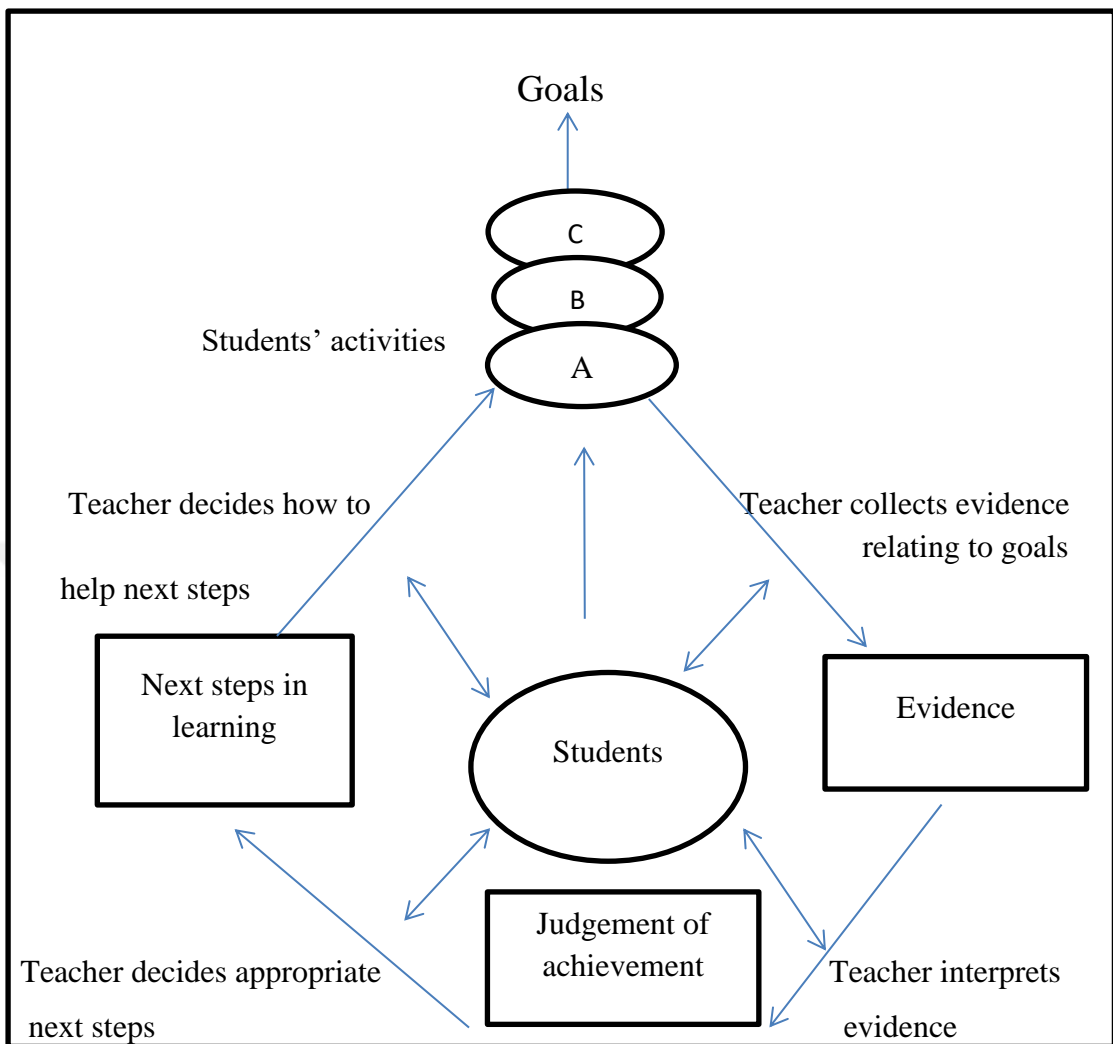 Goals
C
B
Students’ activities
A
Teacher decides how to
help next steps
Teacher collects evidence
relating to goals
Next steps in
learning
Students
Evidence
Judgement of
achievement
Teacher decides appropriate
next steps
Teacher interprets
evidence